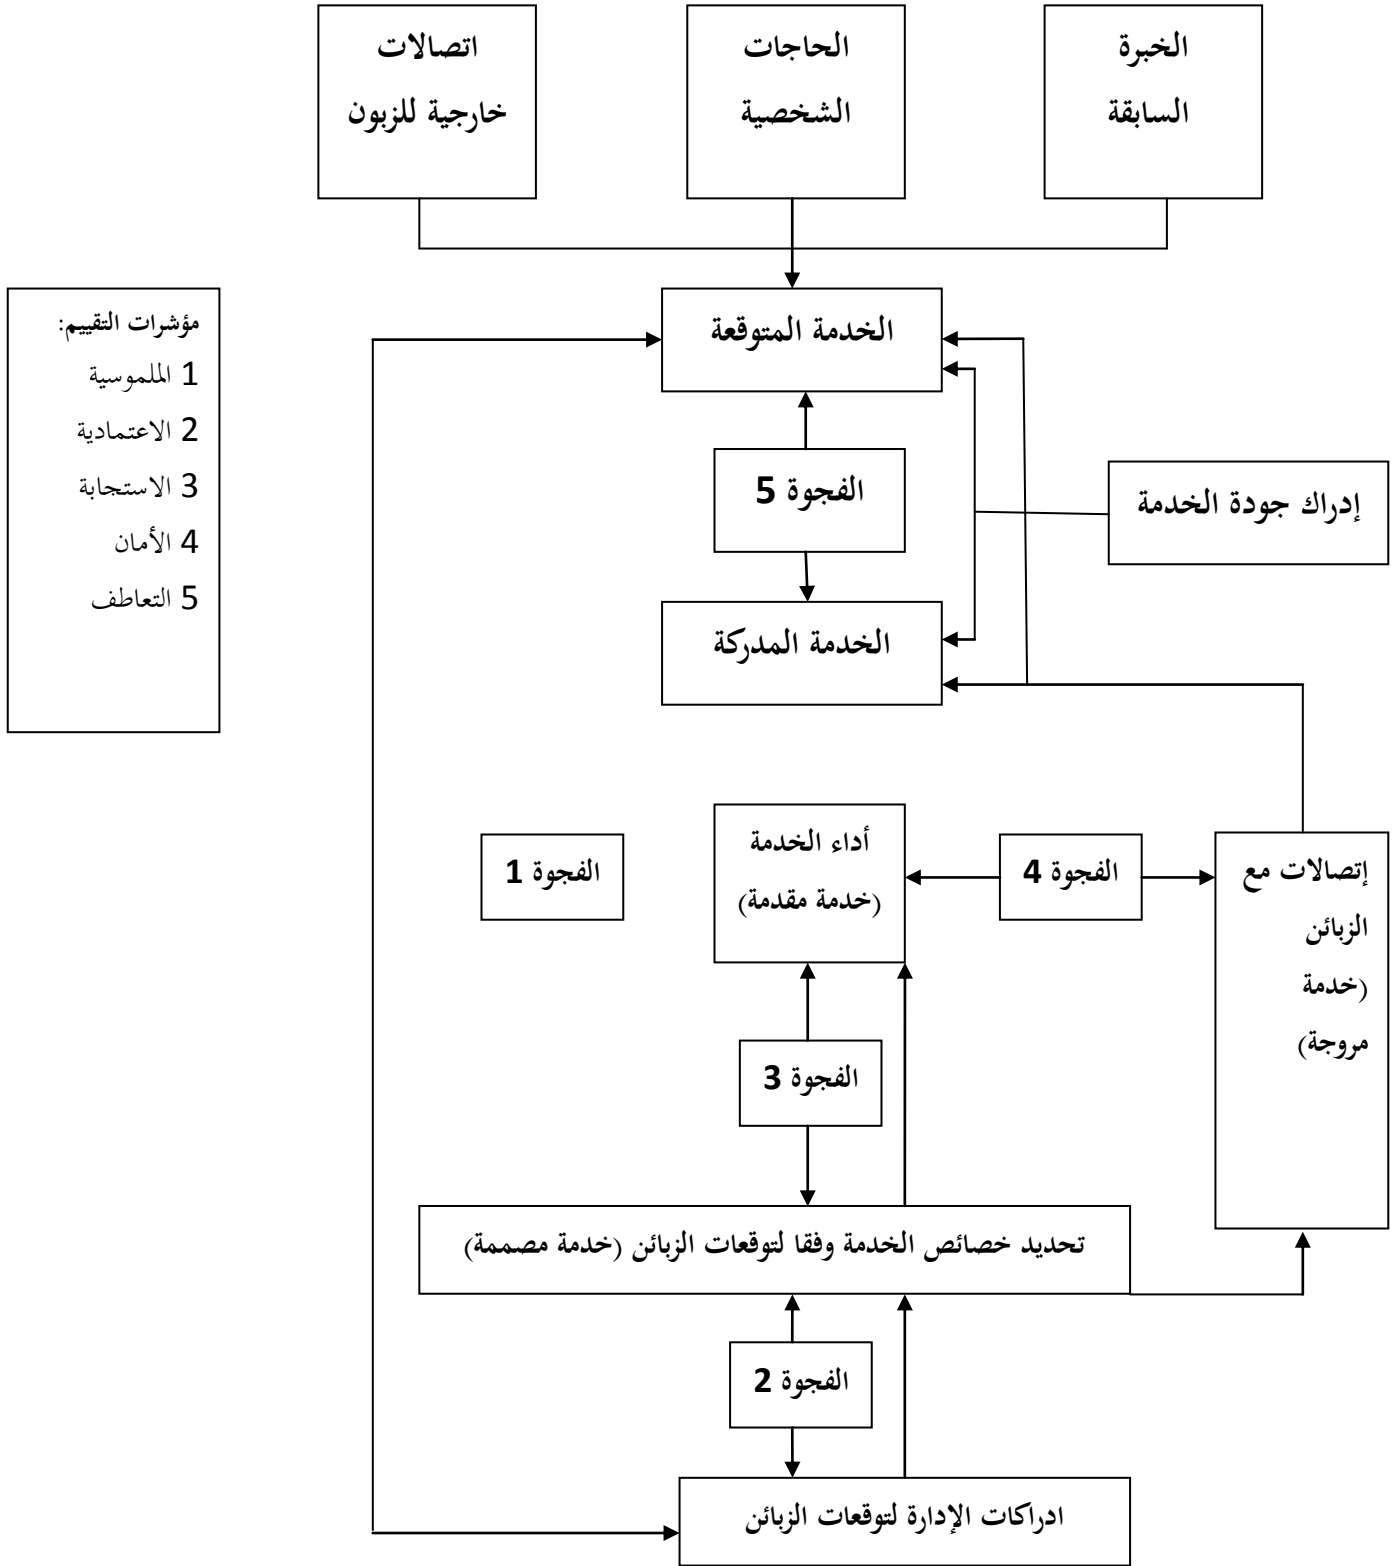 الخبرة
السابقة
الحاجات
الشخصية
اتصالات
خارجية للزبون
مؤشرات التقييم:
1 الملموسية
2 الاعتمادية
3 الاستجابة
4 الأمان
5 التعاطف
الخدمة المتوقعة
الفجوة 5
إدراك جودة الخدمة
الخدمة المدركة
إتصالات مع
الزبائن
(خدمة
مروجة)
الفجوة 4
أداء الخدمة
(خدمة مقدمة)
الفجوة 1
الفجوة 3
تحديد خصائص الخدمة وفقا لتوقعات الزبائن (خدمة مصممة)
الفجوة 2
ادراكات الإدارة لتوقعات الزبائن